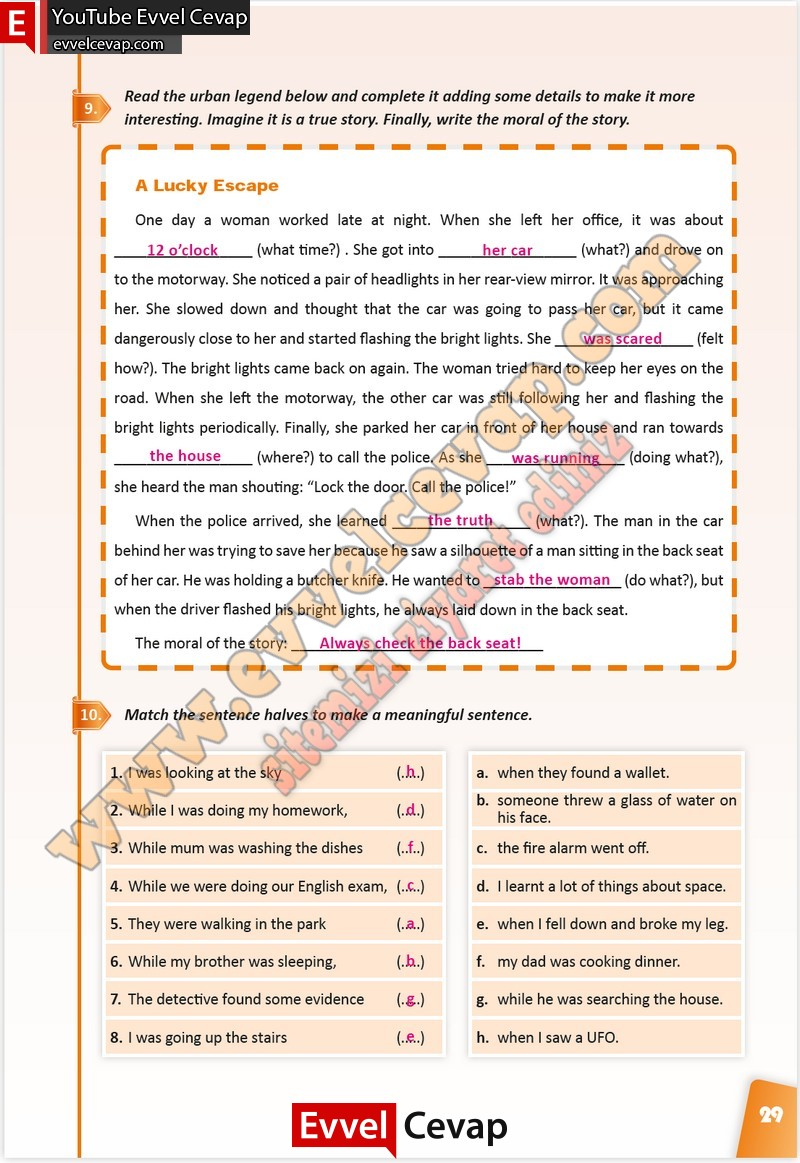 E YouTube Evvel Cevap
evvelcevap.com
9. Read the urban legend below and complete it adding some details to make it more
interesting. Imagine it is a true story. Finally, write the moral of the story.
A Lucky Escape
One day a woman worked late at night. When she left her office, it was about
12 o’clock (what time?) . She got into her car (what?) and drove on
to the motorway. She noticed a pair of headlights in her rear-view mirror. It was approaching
her. She slowed down and thought that the car was going to pass her car, but it came
dangerously close to her and started flashing the bright lights. She was scared (felt
how?). The bright lights came back on again. The woman tried hard to keep her eyes on the
road. When she left the motorway, the other car was still following her and flashing the
bright lights periodically. Finally, she parked her car in front of her house and ran towards
the house (where?) to call the police. As she was running (doing what?),
she heard the man shouting: “Lock the door. Call the police!”
When the police arrived, she learned the truth (what?). The man in the car
behind her was trying to save her because he saw a silhouette of a man sitting in the back seat
of her car. He was holding a butcher knife. He wanted to stab the woman (do what?), but
when the driver flashed his bright lights, he always laid down in the back seat.
The moral of the story: Always check the back seat!
www.evvelcevap.com
sitemizi ziyaret ediniz
10. Match the sentence halves to make a meaningful sentence.
1. I was looking at the sky (..h..)
2. While I was doing my homework, (..d..)
3. While mum was washing the dishes (..f..)
4. While we were doing our English exam, (..c..)
5. They were walking in the park (..a..)
6. While my brother was sleeping, (..b..)
7. The detective found some evidence (..g..)
8. I was going up the stairs (..e..)
a. when they found a wallet.
b. someone threw a glass of water on
his face.
c. the fire alarm went off.
d. I learnt a lot of things about space.
e. when I fell down and broke my leg.
f. my dad was cooking dinner.
g. while he was searching the house.
h. when I saw a UFO.
29
Evvel Cevap